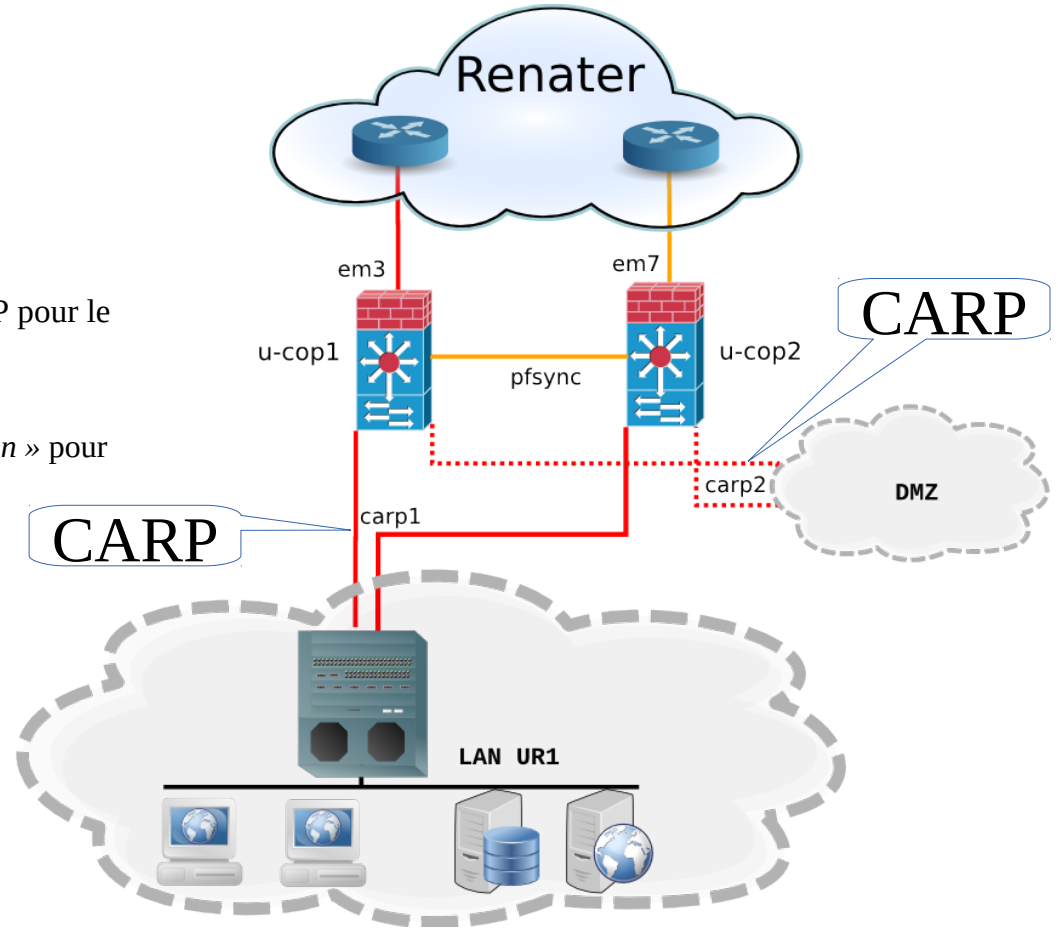 Renater
em3
em7
P pour le
CARP
u-cop1
u-cop2
pfsync
n » pour
carp2
DMZ
CARP
carp1
LAN UR1